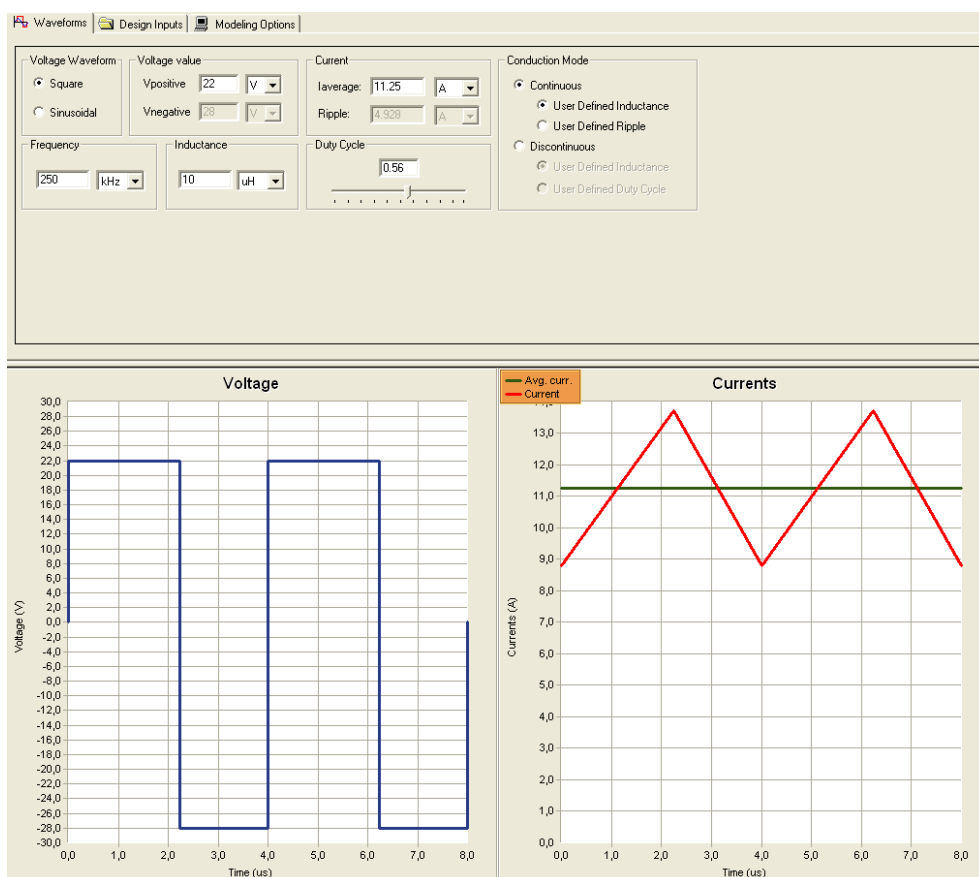 Waveforms Design Inputs Modeling Options
Voltage Waveform Voltage value Current Conduction Mode
Square Vpositive 22 V Iaverage: 11.25 A Continuous
User Defined Inductance
Sinusoidal Vnegative 28 V Ripple: 4.928 A User Defined Ripple
Frequency Inductance Duty Cycle Discontinuous
0.56 User Defined Inductance
250 kHz 10 uH User Defined Duty Cycle
Voltage
30,0
28,0
26,0
24,0
22,0
20,0
18,0
16,0
14,0
12,0
10,0
8,0
6,0
4,0
2,0
0,0
-2,0
-4,0
-6,0
-8,0
-10,0
-12,0
-14,0
-16,0
-18,0
-20,0
-22,0
-24,0
-26,0
-28,0
-30,0
Voltage (V)
0,0 1,0 2,0 3,0 4,0 5,0 6,0 7,0 8,0
Time (us)
Avg. curr.
Current
Currents
13,0
12,0
11,0
10,0
9,0
8,0
7,0
6,0
5,0
4,0
3,0
2,0
1,0
0,0
Currents (A)
0,0 1,0 2,0 3,0 4,0 5,0 6,0 7,0 8,0
Time (us)